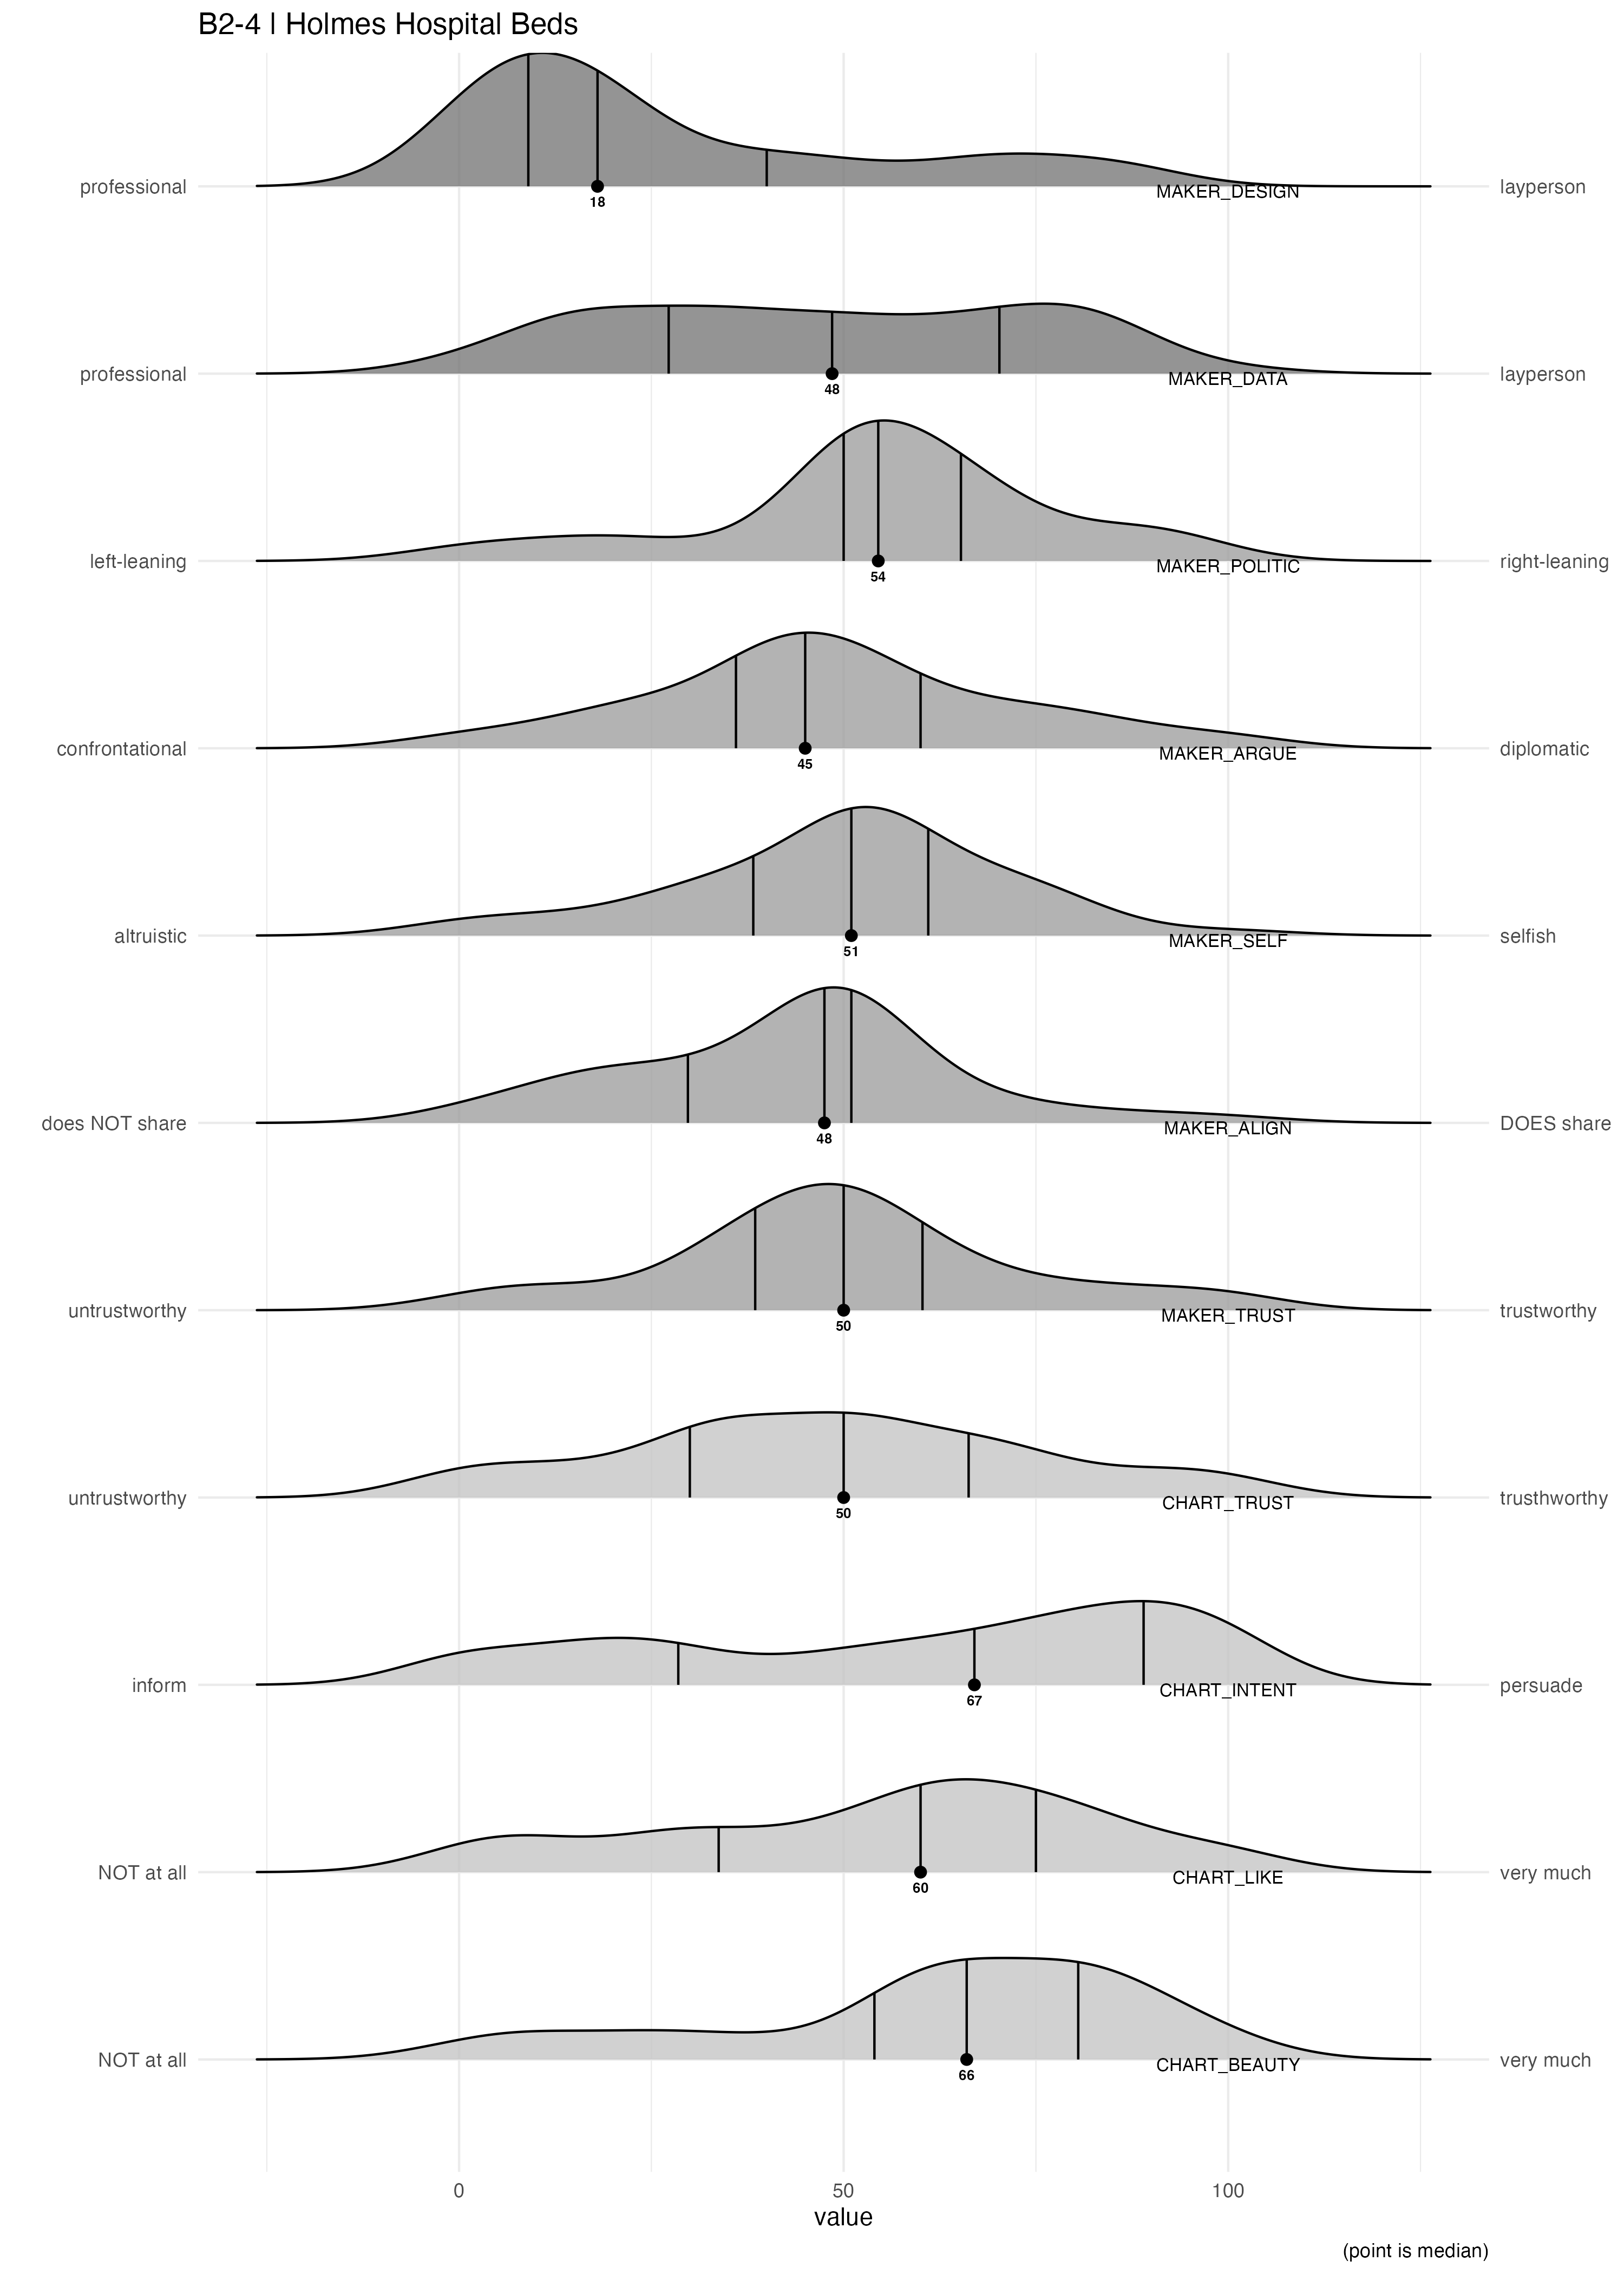 B2-4 | Holmes Hospital Beds
professional
layperson
MAKER_DESIGN
18
professional
layperson
MAKER_DATA
48
left-leaning
right-leaning
MAKER_POLITIC
54
confrontational
diplomatic
MAKER_ARGUE
45
altruistic
selfish
MAKER_SELF
51
does NOT share
DOES share
MAKER_ALIGN
48
untrustworthy
trustworthy
MAKER_TRUST
50
untrustworthy
trusthworthy
CHART_TRUST
50
inform
persuade
CHART_INTENT
67
NOT at all
very much
CHART_LIKE
60
NOT at all
very much
CHART_BEAUTY
66
0 50 100
value
(point is median)